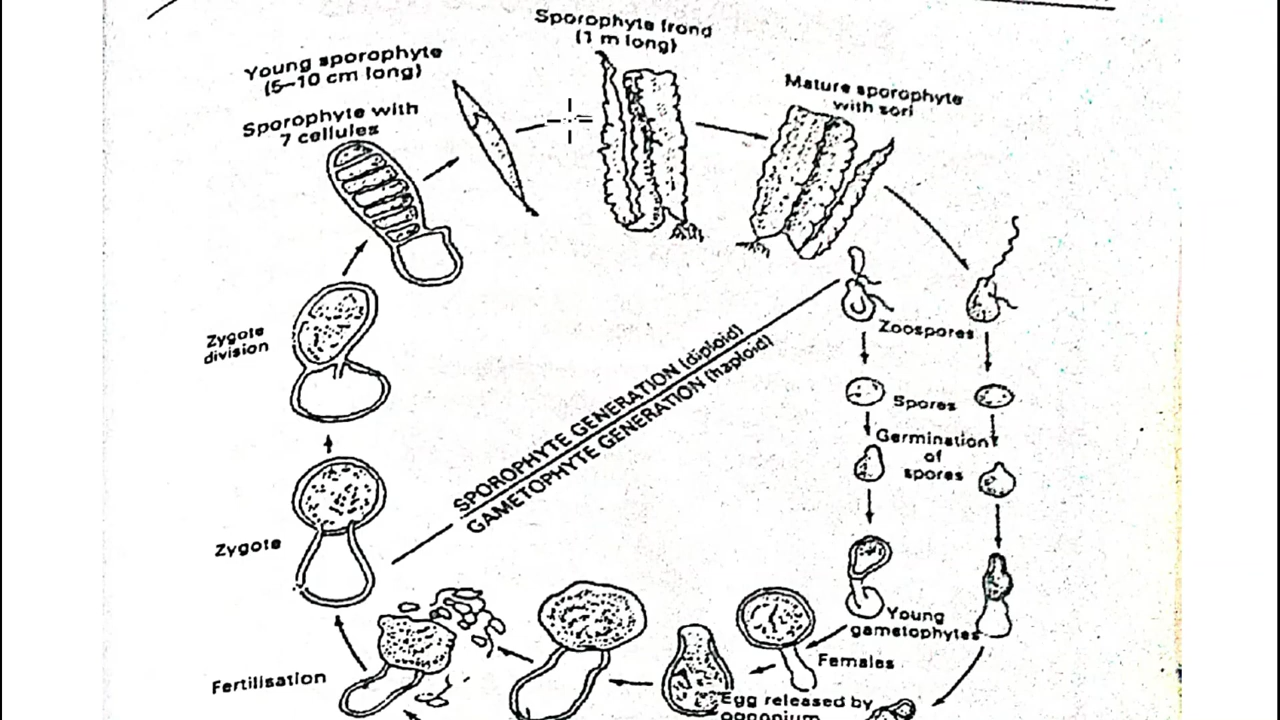 Sporophyte frond
(1 m long)
Young sporophyte
(5–10 cm long)
Mature sporophyte
with sori
Sporophyte with
7 cellules
Zoospores
Zygote
division
SPOROPHYTE GENERATION (diploid)
GAMETOPHYTE GENERATION (haploid)
Spores
Germination
of
spores
Zygote
Young
gametophytes
Females
Fertilisation
Egg released by
oogonium